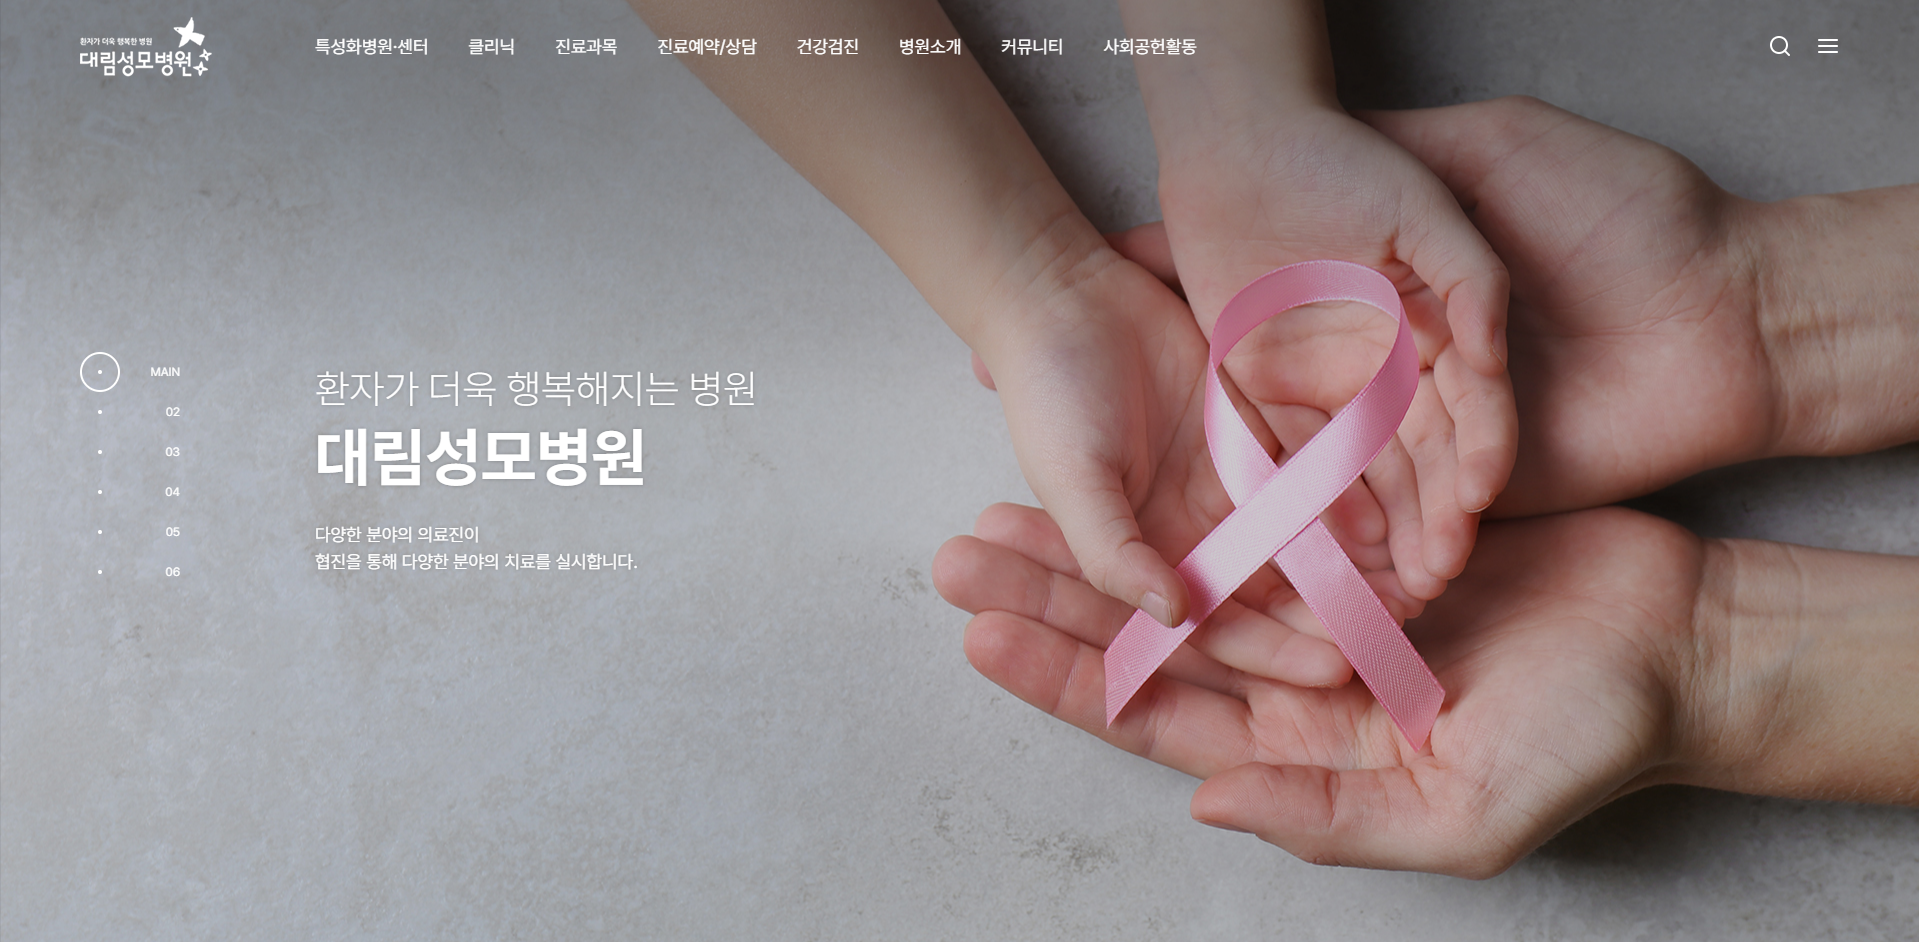 환자가 더욱 행복한 병원
대림성모병원
특성화병원·센터 클리닉 진료과목 진료예약/상담 건강검진 병원소개 커뮤니티 사회공헌활동
MAIN
02
03
04
05
06
환자가 더욱 행복해지는 병원
대림성모병원
다양한 분야의 의료진이
협진을 통해 다양한 분야의 치료를 실시합니다.